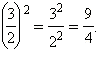 (3/2)² = 3²/2² = 9/4.